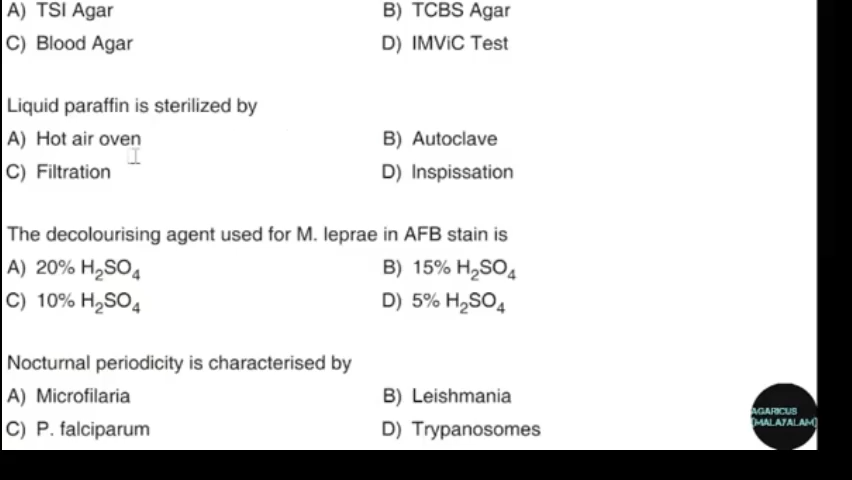 A) TSI Agar B) TCBS Agar
C) Blood Agar D) IMViC Test
Liquid paraffin is sterilized by
A) Hot air oven B) Autoclave
C) Filtration D) Inspissation
The decolourising agent used for M. leprae in AFB stain is
A) 20% H₂SO₄ B) 15% H₂SO₄
C) 10% H₂SO₄ D) 5% H₂SO₄
Nocturnal periodicity is characterised by
A) Microfilaria B) Leishmania
C) P. falciparum D) Trypanosomes
AGARICUS
(MALAYALAM)